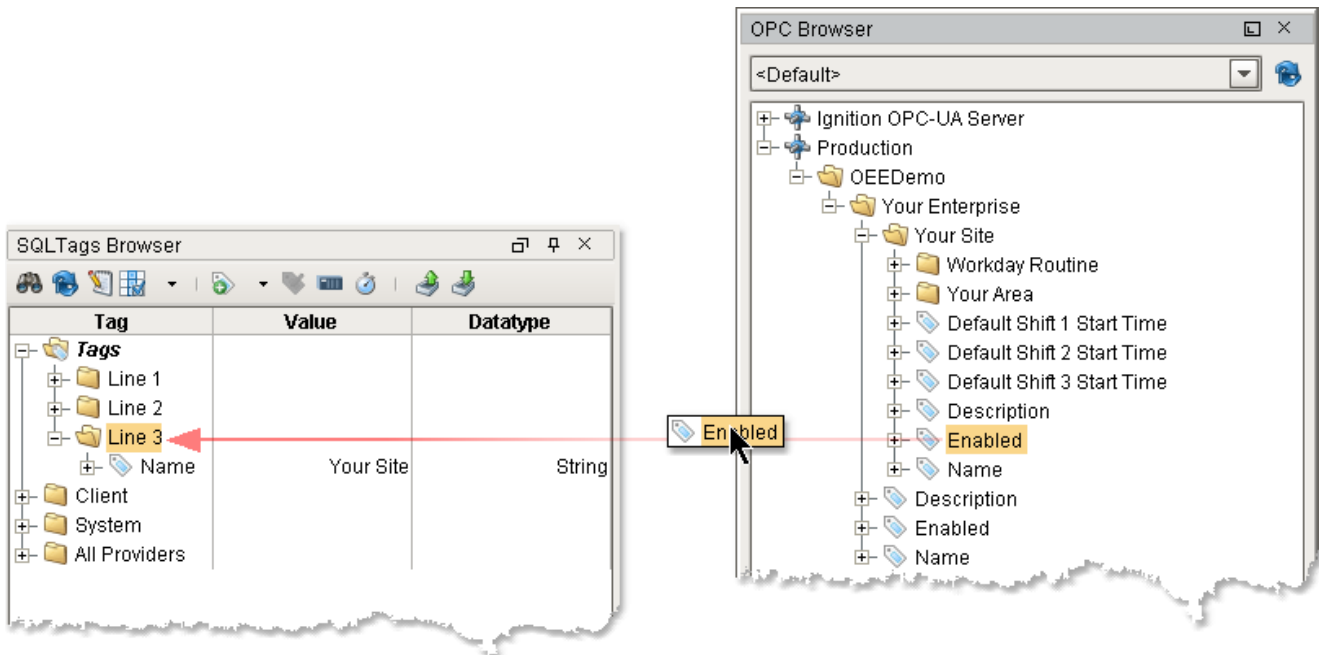 OPC Browser
<Default>
Ignition OPC-UA Server
Production
OEEDemo
Your Enterprise
Your Site
Workday Routine
Your Area
Default Shift 1 Start Time
Default Shift 2 Start Time
Default Shift 3 Start Time
Description
Enabled
Name
Description
Enabled
Name
Enabled
SQLTags Browser
Tag Value Datatype
Tags
Line 1
Line 2
Line 3
Name Your Site String
Client
System
All Providers